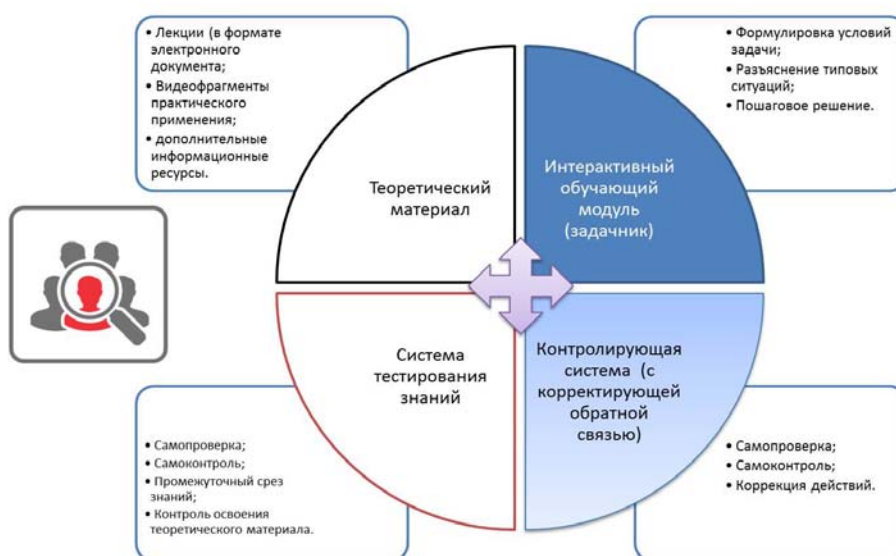 • Лекции (в формате
электронного
документа;
• Видеофрагменты
практического
применения;
• дополнительные
информационные
ресурсы.
• Формулировка условий
задачи;
• Разъяснение типовых
ситуаций;
• Пошаговое решение.
Теоретический
материал
Интерактивный
обучающий
модуль
(задачник)
Система
тестирования
знаний
Контролирующая
система (с
корректирующей
обратной
связью)
• Самопроверка;
• Самоконтроль;
• Промежуточный срез
знаний;
• Контроль освоения
теоретического материала.
• Самопроверка;
• Самоконтроль;
• Коррекция действий.